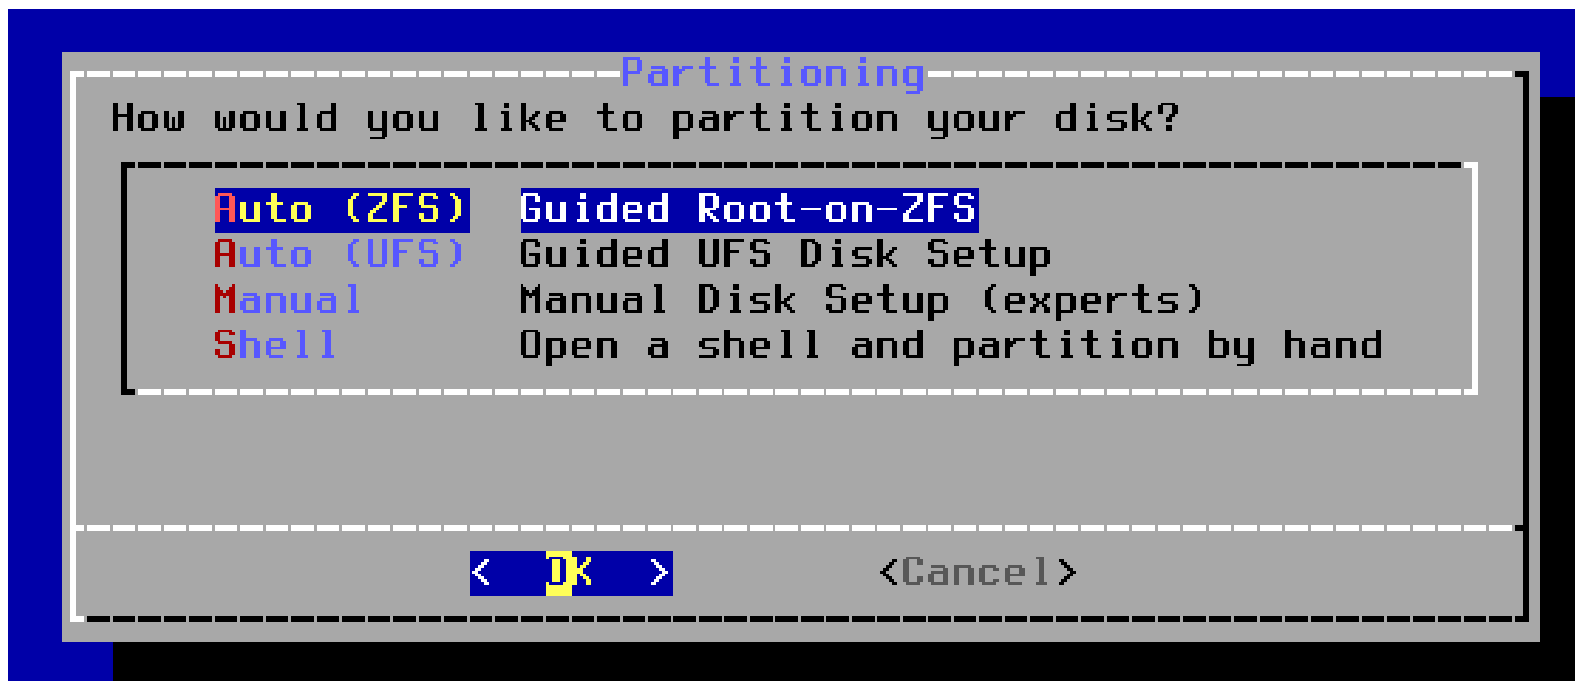 Partitioning
How would you like to partition your disk?
Auto (ZFS) Guided Root-on-ZFS
Auto (UFS) Guided UFS Disk Setup
Manual Manual Disk Setup (experts)
Shell Open a shell and partition by hand
< OK > <Cancel>